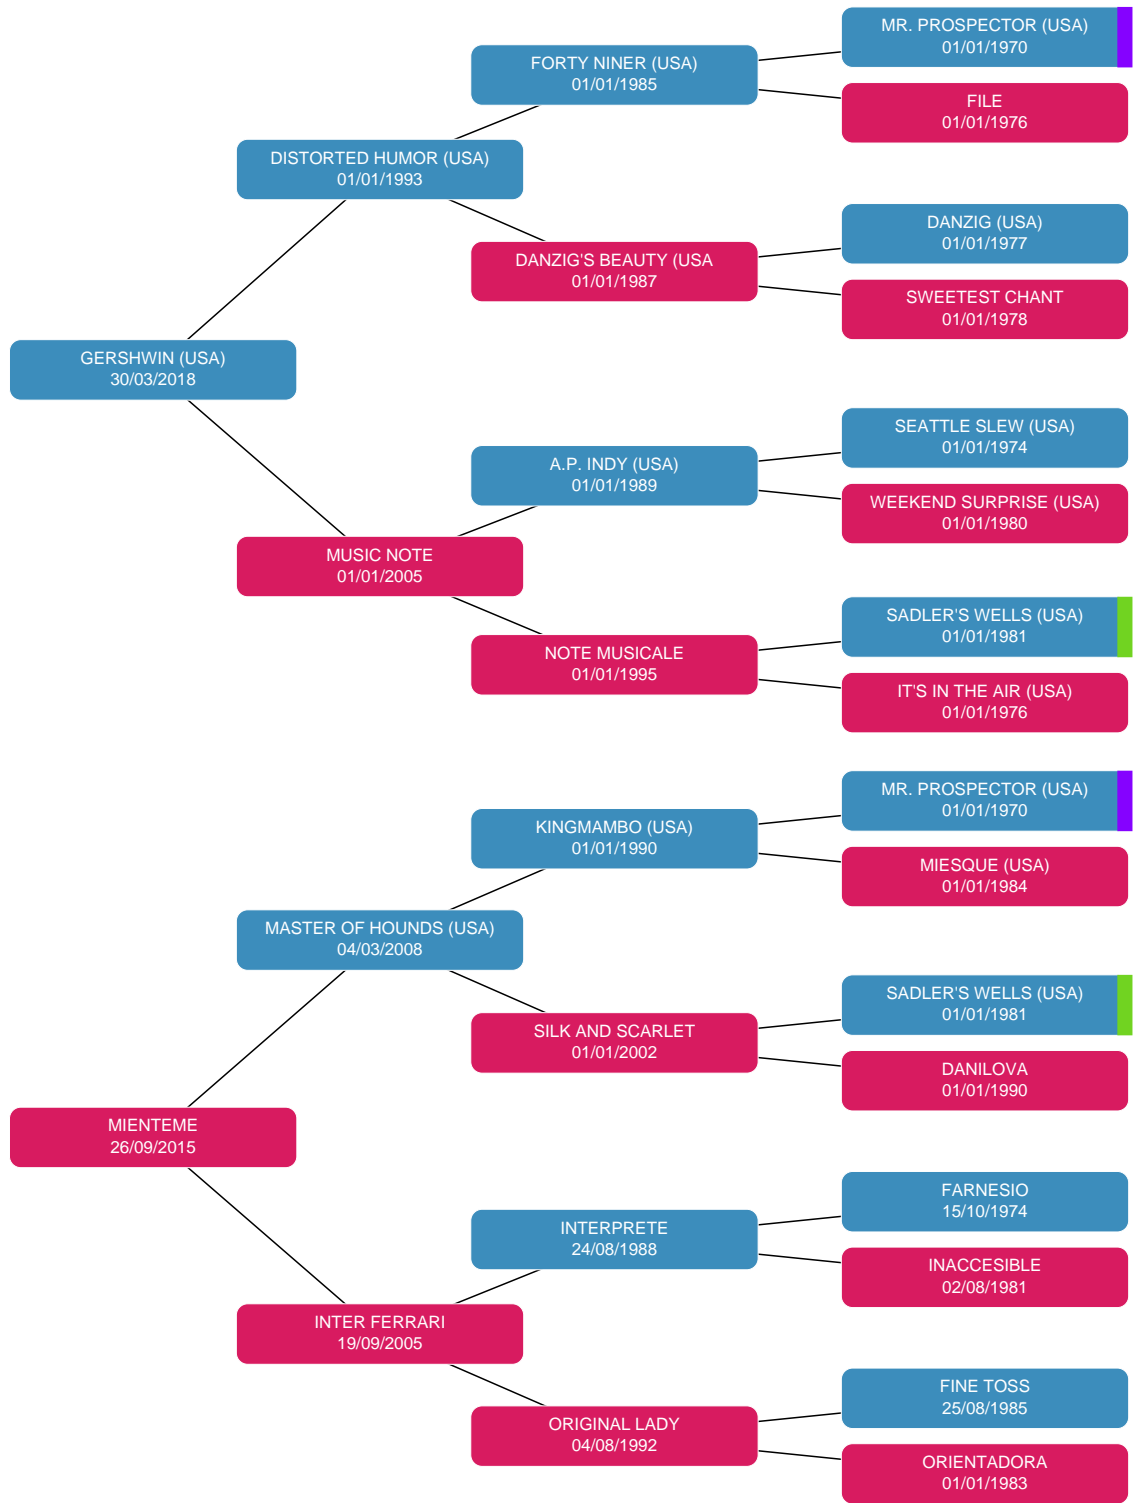 MR. PROSPECTOR (USA)
01/01/1970
FORTY NINER (USA)
01/01/1985
FILE
01/01/1976
DISTORTED HUMOR (USA)
01/01/1993
DANZIG (USA)
01/01/1977
DANZIG'S BEAUTY (USA
01/01/1987
SWEETEST CHANT
01/01/1978
GERSHWIN (USA)
30/03/2018
SEATTLE SLEW (USA)
01/01/1974
A.P. INDY (USA)
01/01/1989
WEEKEND SURPRISE (USA)
01/01/1980
MUSIC NOTE
01/01/2005
SADLER'S WELLS (USA)
01/01/1981
NOTE MUSICALE
01/01/1995
IT'S IN THE AIR (USA)
01/01/1976
MR. PROSPECTOR (USA)
01/01/1970
KINGMAMBO (USA)
01/01/1990
MIESQUE (USA)
01/01/1984
MASTER OF HOUNDS (USA)
04/03/2008
SADLER'S WELLS (USA)
01/01/1981
SILK AND SCARLET
01/01/2002
DANILOVA
01/01/1990
MIENTEME
26/09/2015
FARNESIO
15/10/1974
INTERPRETE
24/08/1988
INACCESIBLE
02/08/1981
INTER FERRARI
19/09/2005
FINE TOSS
25/08/1985
ORIGINAL LADY
04/08/1992
ORIENTADORA
01/01/1983